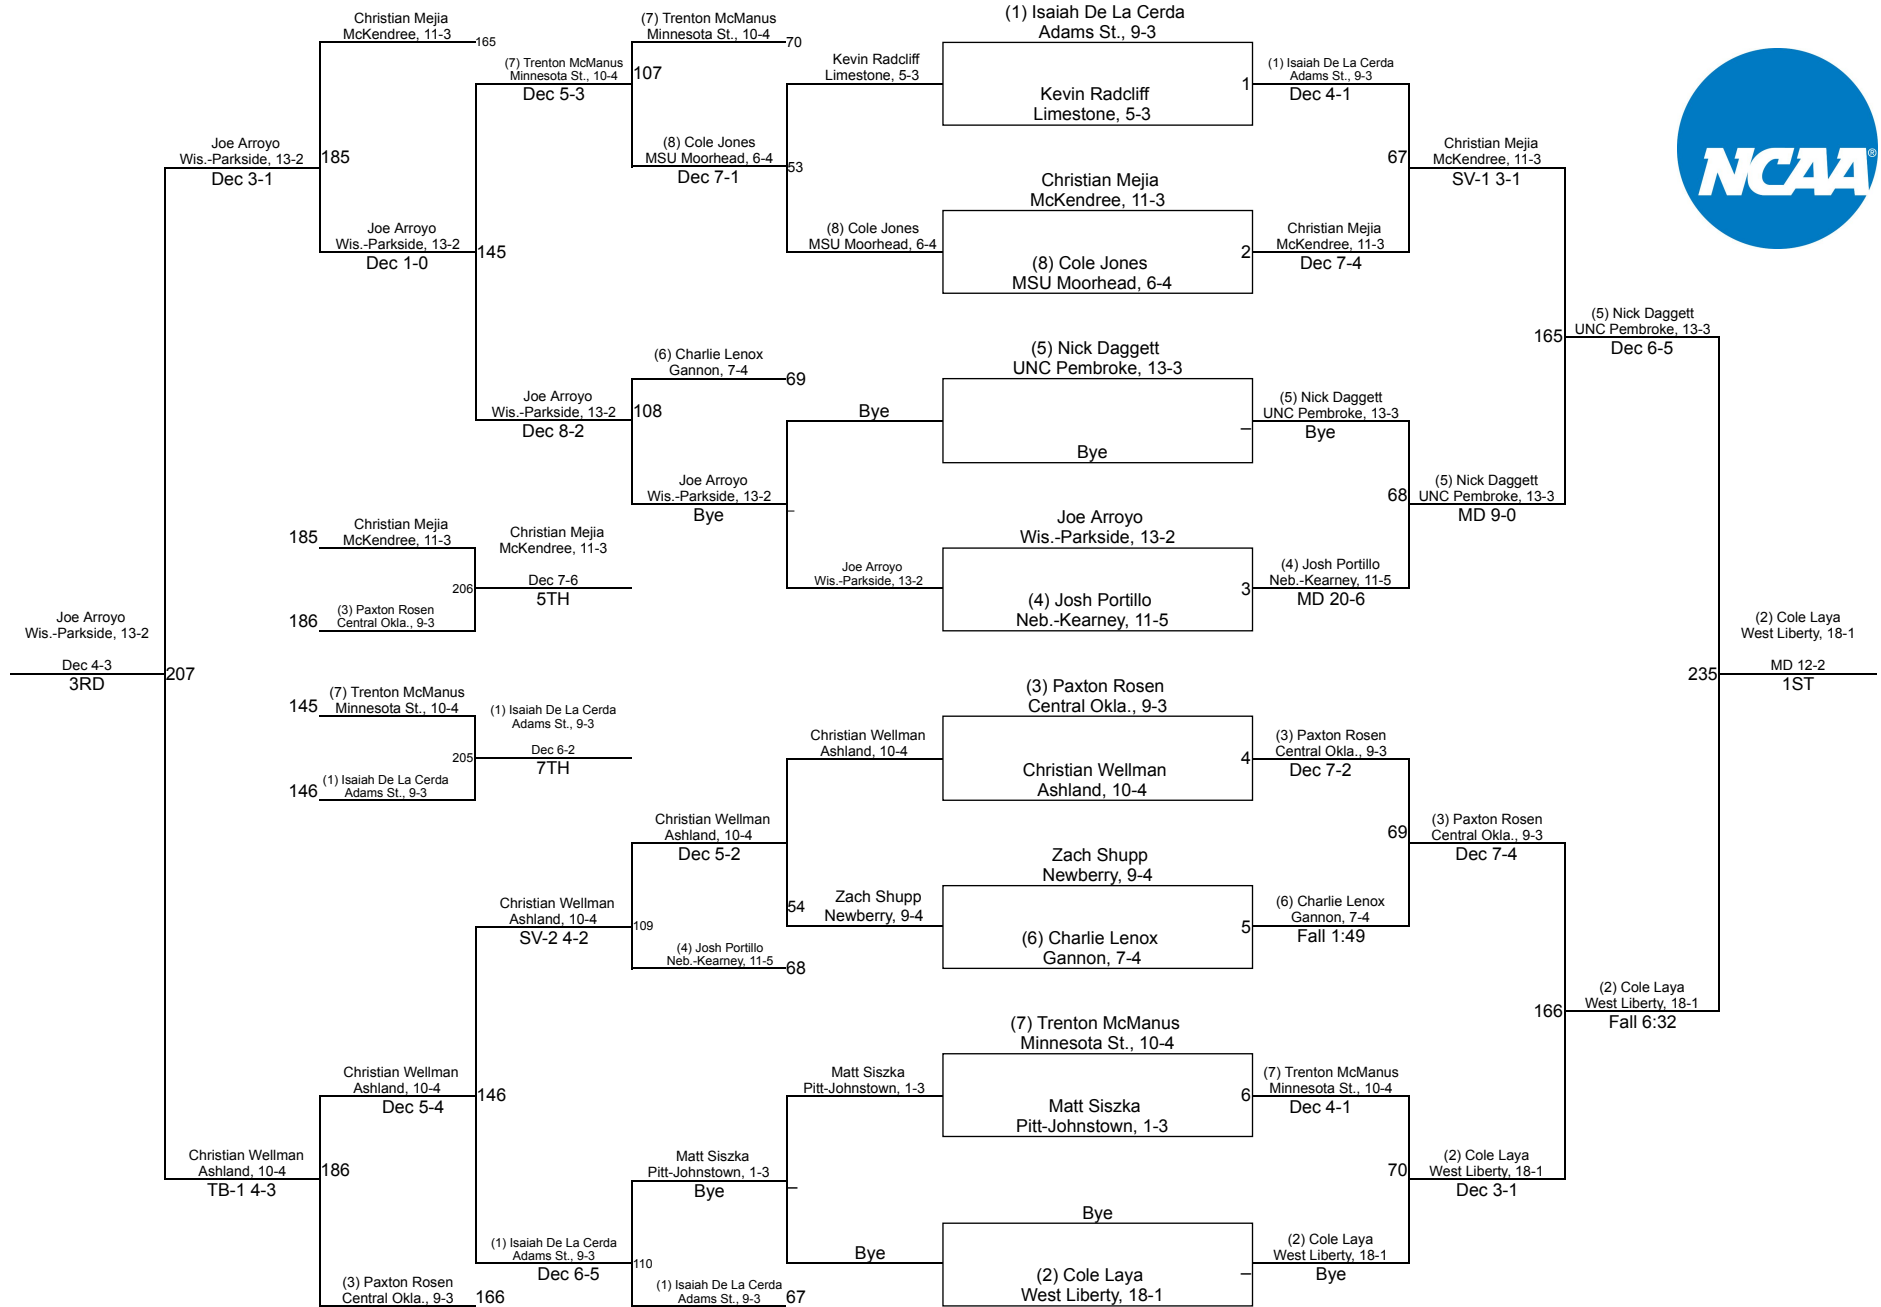 Christian Mejia
McKendree, 11-3
165
(7) Trenton McManus
Minnesota St., 10-4
70
(1) Isaiah De La Cerda
Adams St., 9-3
(7) Trenton McManus
Minnesota St., 10-4
Dec 5-3
107
Kevin Radcliff
Limestone, 5-3
Kevin Radcliff
Limestone, 5-3
1
(1) Isaiah De La Cerda
Adams St., 9-3
Dec 4-1
NCAA®
Joe Arroyo
Wis.-Parkside, 13-2
Dec 3-1
185
(8) Cole Jones
MSU Moorhead, 6-4
Dec 7-1
53
67
Christian Mejia
McKendree, 11-3
SV-1 3-1
Christian Mejia
McKendree, 11-3
Joe Arroyo
Wis.-Parkside, 13-2
Dec 1-0
145
(8) Cole Jones
MSU Moorhead, 6-4
(8) Cole Jones
MSU Moorhead, 6-4
2
Christian Mejia
McKendree, 11-3
Dec 7-4
165
(5) Nick Daggett
UNC Pembroke, 13-3
Dec 6-5
(6) Charlie Lenox
Gannon, 7-4
69
(5) Nick Daggett
UNC Pembroke, 13-3
Joe Arroyo
Wis.-Parkside, 13-2
Dec 8-2
108
Bye
Bye
(5) Nick Daggett
UNC Pembroke, 13-3
Bye
Joe Arroyo
Wis.-Parkside, 13-2
Bye
68
(5) Nick Daggett
UNC Pembroke, 13-3
MD 9-0
185
Christian Mejia
McKendree, 11-3
Christian Mejia
McKendree, 11-3
Joe Arroyo
Wis.-Parkside, 13-2
206
Dec 7-6
5TH
Joe Arroyo
Wis.-Parkside, 13-2
(4) Josh Portillo
Neb.-Kearney, 11-5
3
(4) Josh Portillo
Neb.-Kearney, 11-5
MD 20-6
186
(3) Paxton Rosen
Central Okla., 9-3
Joe Arroyo
Wis.-Parkside, 13-2
Dec 4-3
3RD
207
(2) Cole Laya
West Liberty, 18-1
235
MD 12-2
1ST
145
(7) Trenton McManus
Minnesota St., 10-4
(1) Isaiah De La Cerda
Adams St., 9-3
(3) Paxton Rosen
Central Okla., 9-3
205
Dec 6-2
7TH
Christian Wellman
Ashland, 10-4
Christian Wellman
Ashland, 10-4
4
(3) Paxton Rosen
Central Okla., 9-3
Dec 7-2
146
(1) Isaiah De La Cerda
Adams St., 9-3
Christian Wellman
Ashland, 10-4
Dec 5-2
69
(3) Paxton Rosen
Central Okla., 9-3
Dec 7-4
Zach Shupp
Newberry, 9-4
Christian Wellman
Ashland, 10-4
SV-2 4-2
109
54
Zach Shupp
Newberry, 9-4
(6) Charlie Lenox
Gannon, 7-4
5
(6) Charlie Lenox
Gannon, 7-4
Fall 1:49
(4) Josh Portillo
Neb.-Kearney, 11-5
68
166
(2) Cole Laya
West Liberty, 18-1
Fall 6:32
(7) Trenton McManus
Minnesota St., 10-4
Christian Wellman
Ashland, 10-4
Dec 5-4
146
Matt Siszka
Pitt-Johnstown, 1-3
Matt Siszka
Pitt-Johnstown, 1-3
6
(7) Trenton McManus
Minnesota St., 10-4
Dec 4-1
Christian Wellman
Ashland, 10-4
TB-1 4-3
186
Matt Siszka
Pitt-Johnstown, 1-3
Bye
70
(2) Cole Laya
West Liberty, 18-1
Dec 3-1
Bye
(1) Isaiah De La Cerda
Adams St., 9-3
Dec 6-5
110
Bye
(2) Cole Laya
West Liberty, 18-1
(2) Cole Laya
West Liberty, 18-1
Bye
(3) Paxton Rosen
Central Okla., 9-3
166
(1) Isaiah De La Cerda
Adams St., 9-3
67